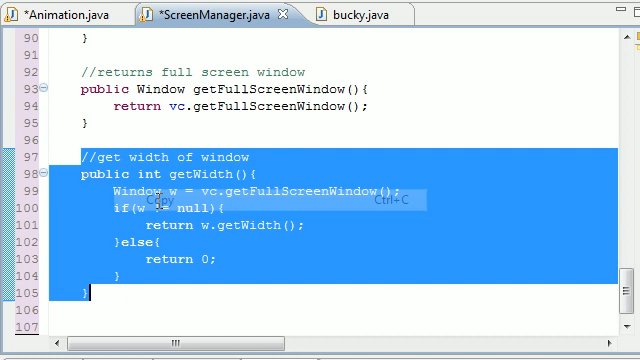 *Animation.java *ScreenManager.java bucky.java
90 }
91
92 //returns full screen window
93 public Window getFullScreenWindow(){
94 return vc.getFullScreenWindow();
95 }
96
97 //get width of window
98 public int getWidth(){
99 Window w = vc.getFullScreenWindow();
Copy Ctrl+C
100 if(w != null){
101 return w.getWidth();
102 }else{
103 return 0;
104 }
105 }
106
107